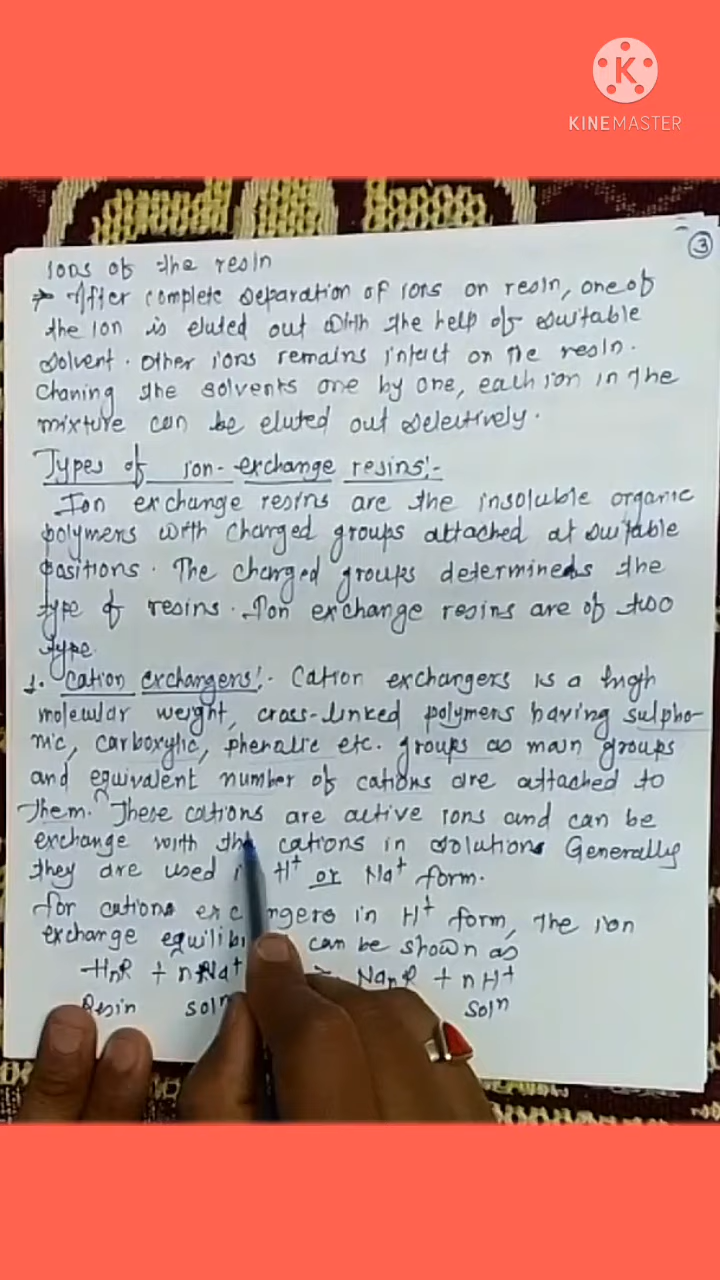 KINEMASTER
3
Ions of the resin
→ After complete separation of ions on resin, one of
the ion is eluted out with the help of suitable
solvent. Other ions remains intact on the resin.
Chaning the solvents one by one, each ion in the
mixture can be eluted out selectively.
Types of ion-exchange resins:-
Ion exchange resins are the insoluble organic
polymers with charged groups attached at suitable
positions. The charged groups determineds the
type of resins. Ion exchange resins are of two
type.
1. Cation exchangers:- Cation exchangers is a high
molecular weight, cross-linked polymers having sulpho-
nic, carboxylic, phenolic etc. groups as main groups
and equivalent number of cations are attached to
them. These cations are active ions and can be
exchange with the cations in solutions Generally
they are used H⁺ or Na⁺ form.
for cations exchangers in H⁺ form, the ion
exchange can be shown as
HnR + nNa⁺ NanR + nH⁺
Resin solⁿ solⁿ